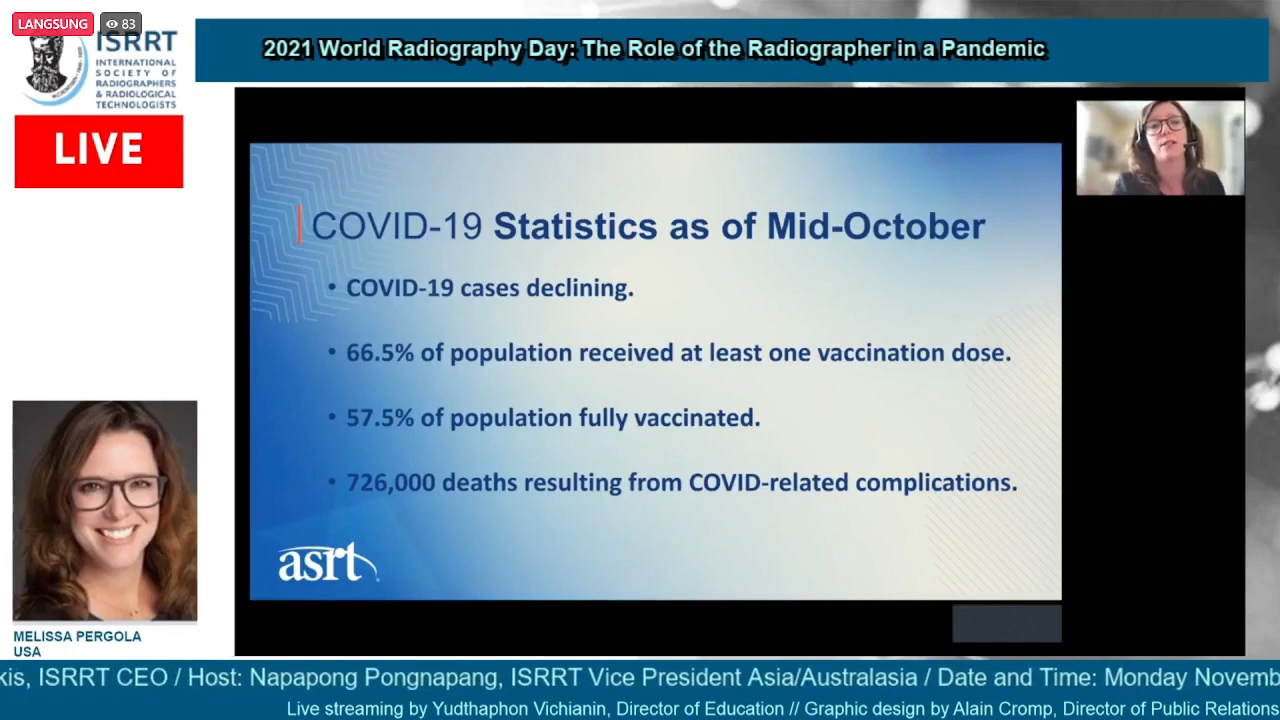 LANGSUNG 83
ISRRT
INTERNATIONAL
SOCIETY OF
RADIOGRAPHERS
& RADIOLOGICAL
TECHNOLOGISTS
2021 World Radiography Day: The Role of the Radiographer in a Pandemic
LIVE
COVID-19 Statistics as of Mid-October
• COVID-19 cases declining.
• 66.5% of population received at least one vaccination dose.
• 57.5% of population fully vaccinated.
• 726,000 deaths resulting from COVID-related complications.
asrt
MELISSA PERGOLA
USA
kis, ISRRT CEO / Host: Napapong Pongnapang, ISRRT Vice President Asia/Australasia / Date and Time: Monday Novemb
Live streaming by Yudthaphon Vichianin, Director of Education // Graphic design by Alain Cromp, Director of Public Relations